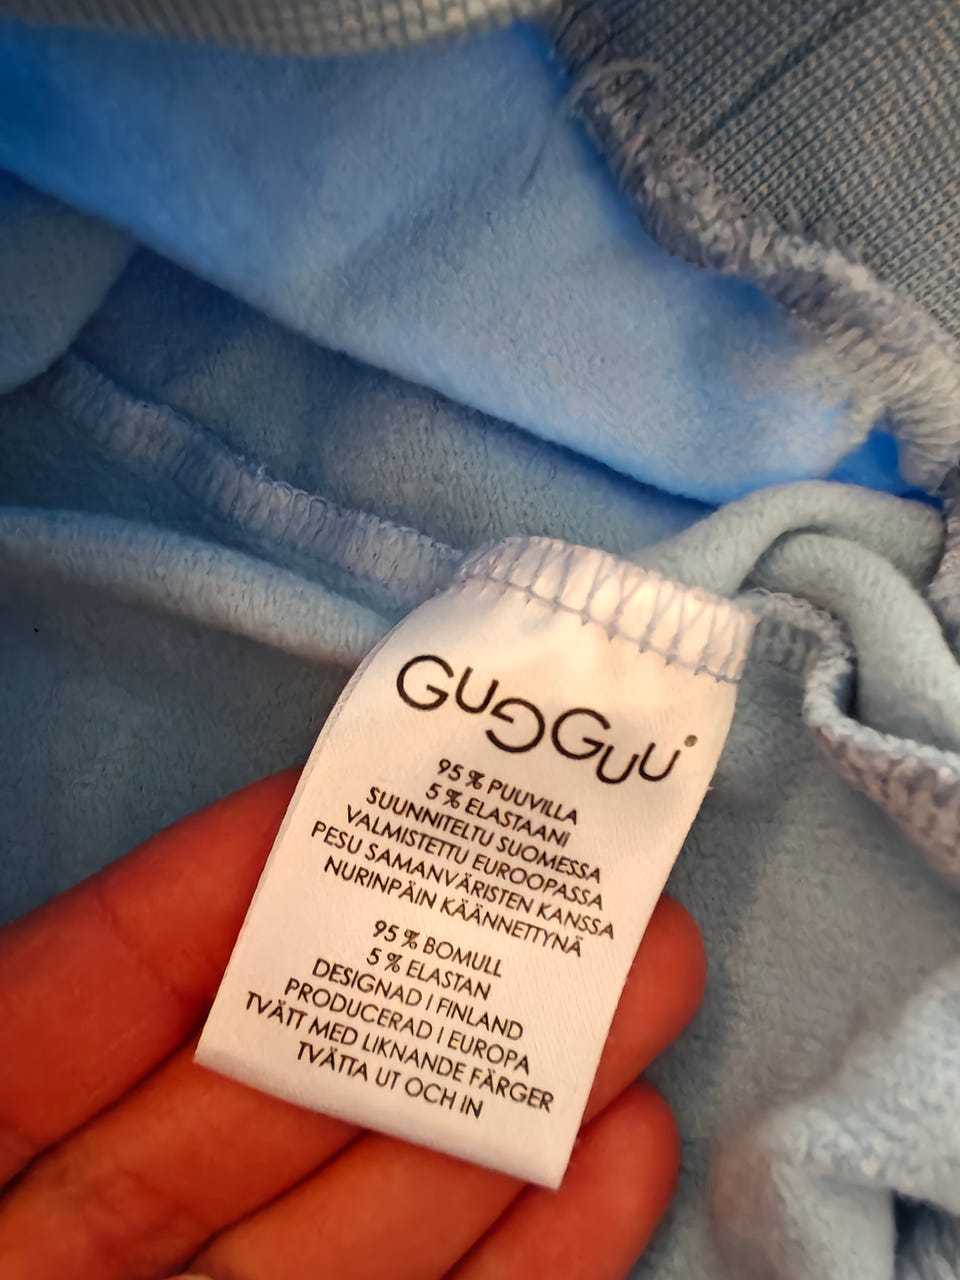 GUGGUU®
95 % PUUVILLA
5 % ELASTAANI
SUUNNITELTU SUOMESSA
VALMISTETTU EUROOPASSA
PESU SAMANVÄRISTEN KANSSA
NURINPÄIN KÄÄNNETTYNÄ
95 % BOMULL
5 % ELASTAN
DESIGNAD I FINLAND
PRODUCERAD I EUROPA
TVÄTT MED LIKNANDE FÄRGER
TVÄTTA UT OCH IN